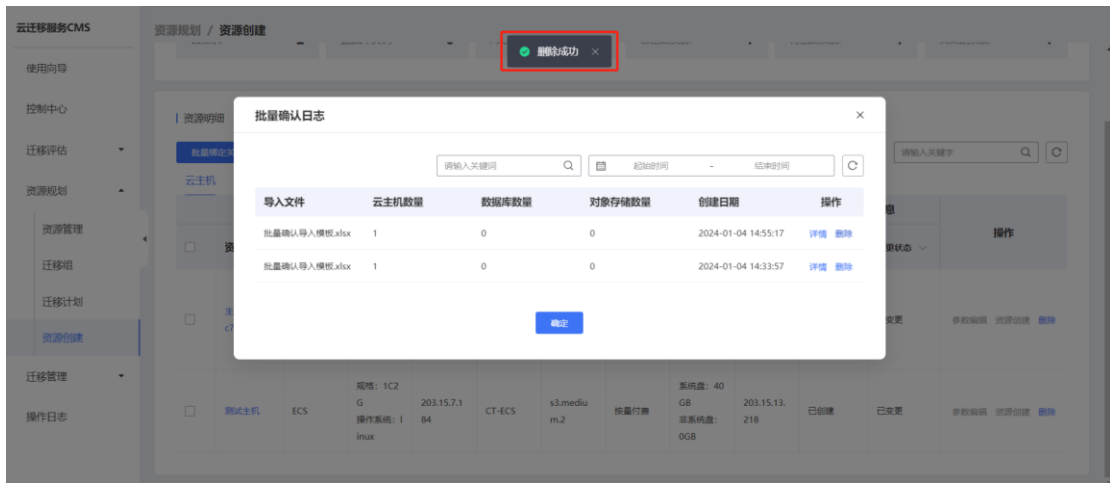 云迁移服务CMS
资源规划 / 资源创建
删除成功
使用向导
控制中心
迁移评估
资源规划
资源管理
迁移组
迁移计划
资源创建
迁移管理
操作日志
资源明细
请输入关键字
云主机
批量确认日志
请输入关键词
起始时间 - 结束时间
导入文件 云主机数量 数据库数量 对象存储数量 创建日期 操作
批量确认导入模板.xlsx 1 0 0 2024-01-04 14:55:17 详情 删除
批量确认导入模板.xlsx 1 0 0 2024-01-04 14:33:57 详情 删除
确定
操作
参数编辑 资源创建 删除
测试主机 ECS
规格：1C2
G
操作系统：l
inux
203.15.7.1
84
CT-ECS
s3.mediu
m.2
按量付费
系统盘：40
GB
非系统盘：
0GB
203.15.13.
218
已创建 已变更 参数编辑 资源创建 删除